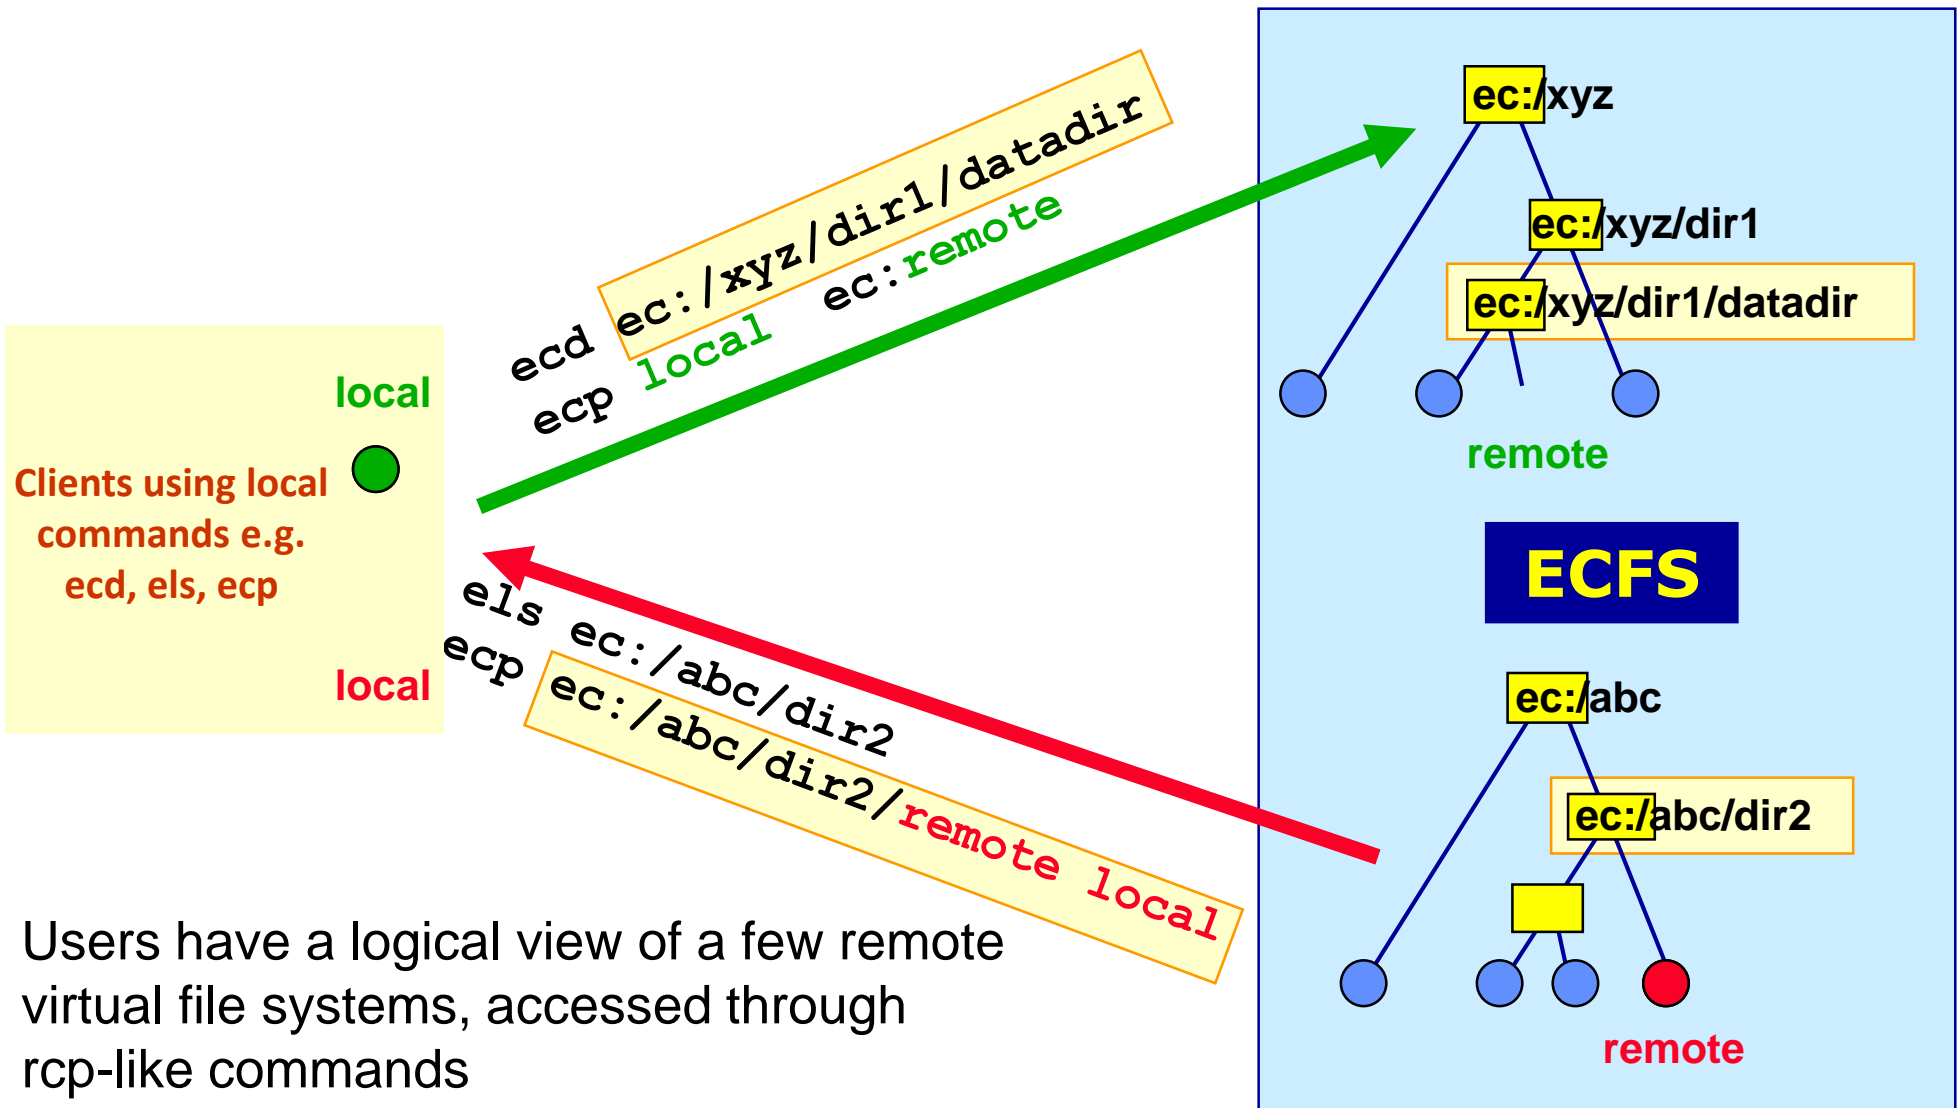 local
Clients using local
commands e.g.
ecd, els, ecp
local
ecd ec:/xyz/dir1/datadir
ecp local ec:remote
els ec:/abc/dir2
ecp ec:/abc/dir2/remote local
ec:/xyz
ec:/xyz/dir1
ec:/xyz/dir1/datadir
remote
ECFS
ec:/abc
ec:/abc/dir2
remote
Users have a logical view of a few remote
virtual file systems, accessed through
rcp-like commands